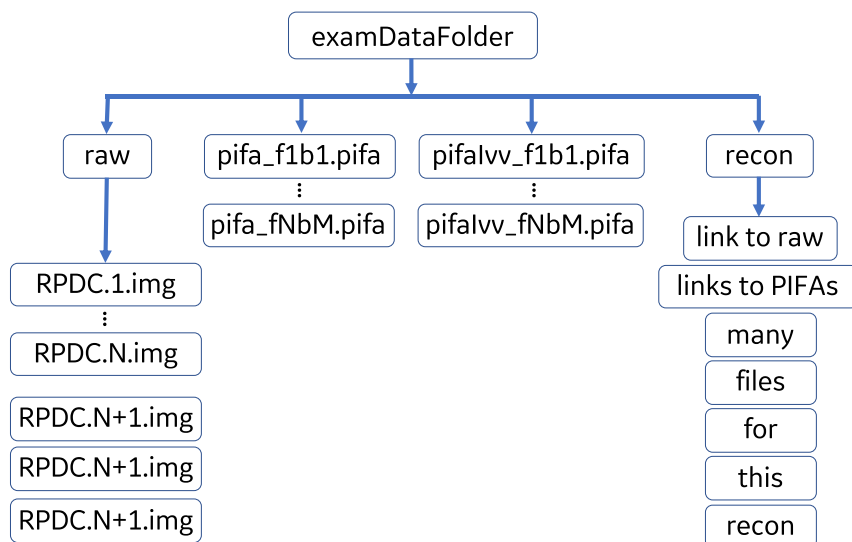 examDataFolder
raw
pifa_f1b1.pifa
pifaIvv_f1b1.pifa
recon
pifa_fNbM.pifa
pifaIvv_fNbM.pifa
link to raw
RPDC.1.img
links to PIFAs
many
RPDC.N.img
files
RPDC.N+1.img
for
RPDC.N+1.img
this
RPDC.N+1.img
recon